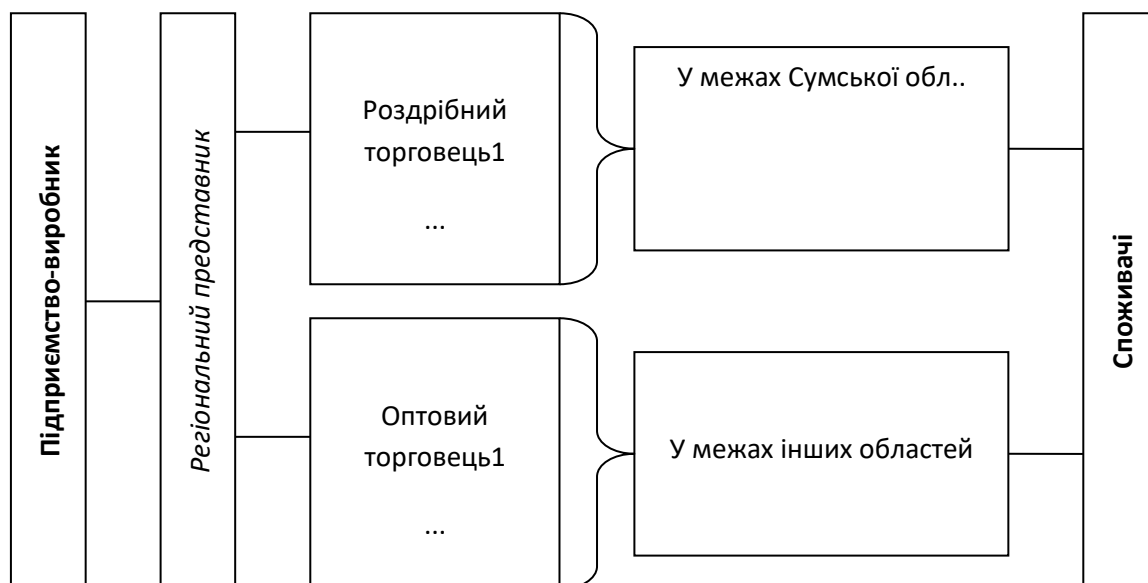 Підприємство-виробник
Регіональний представник
Роздрібний
торговець1
...
У межах Сумської обл..
Оптовий
торговець1
...
У межах інших областей
Споживачі